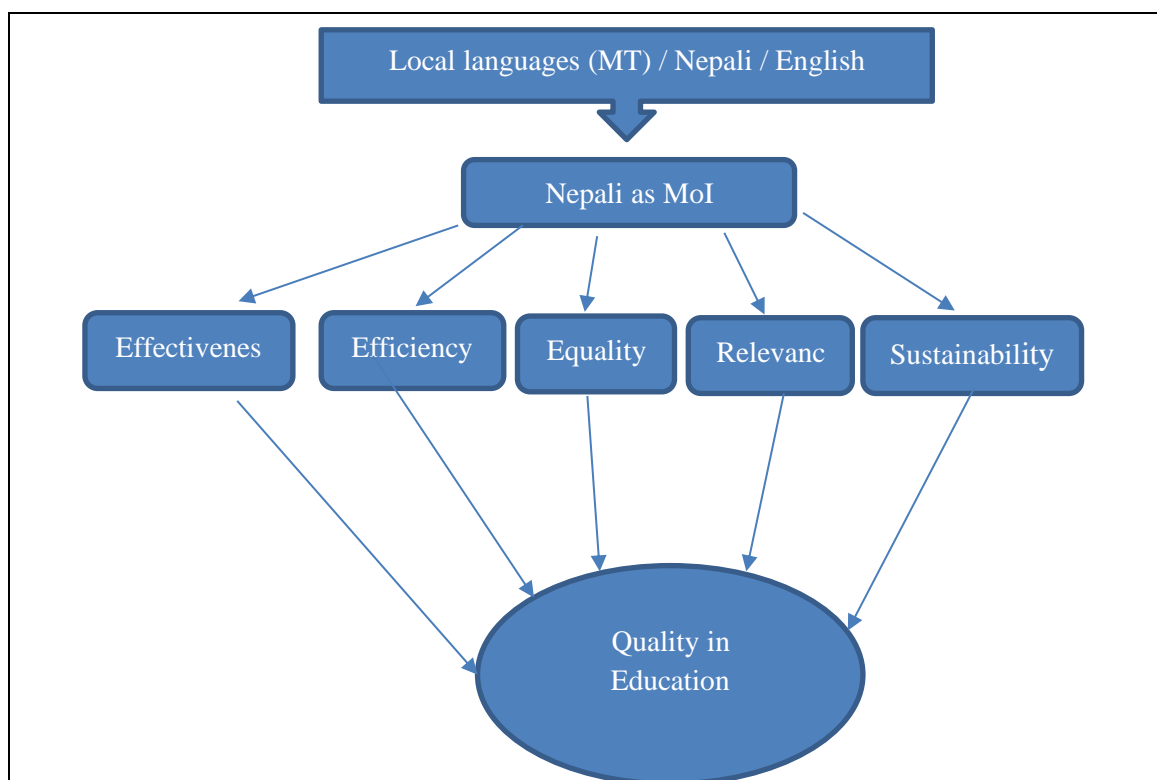 Local languages (MT) / Nepali / English
Nepali as MoI
Effectivenes
Efficiency
Equality
Relevanc
Sustainability
Quality in
Education